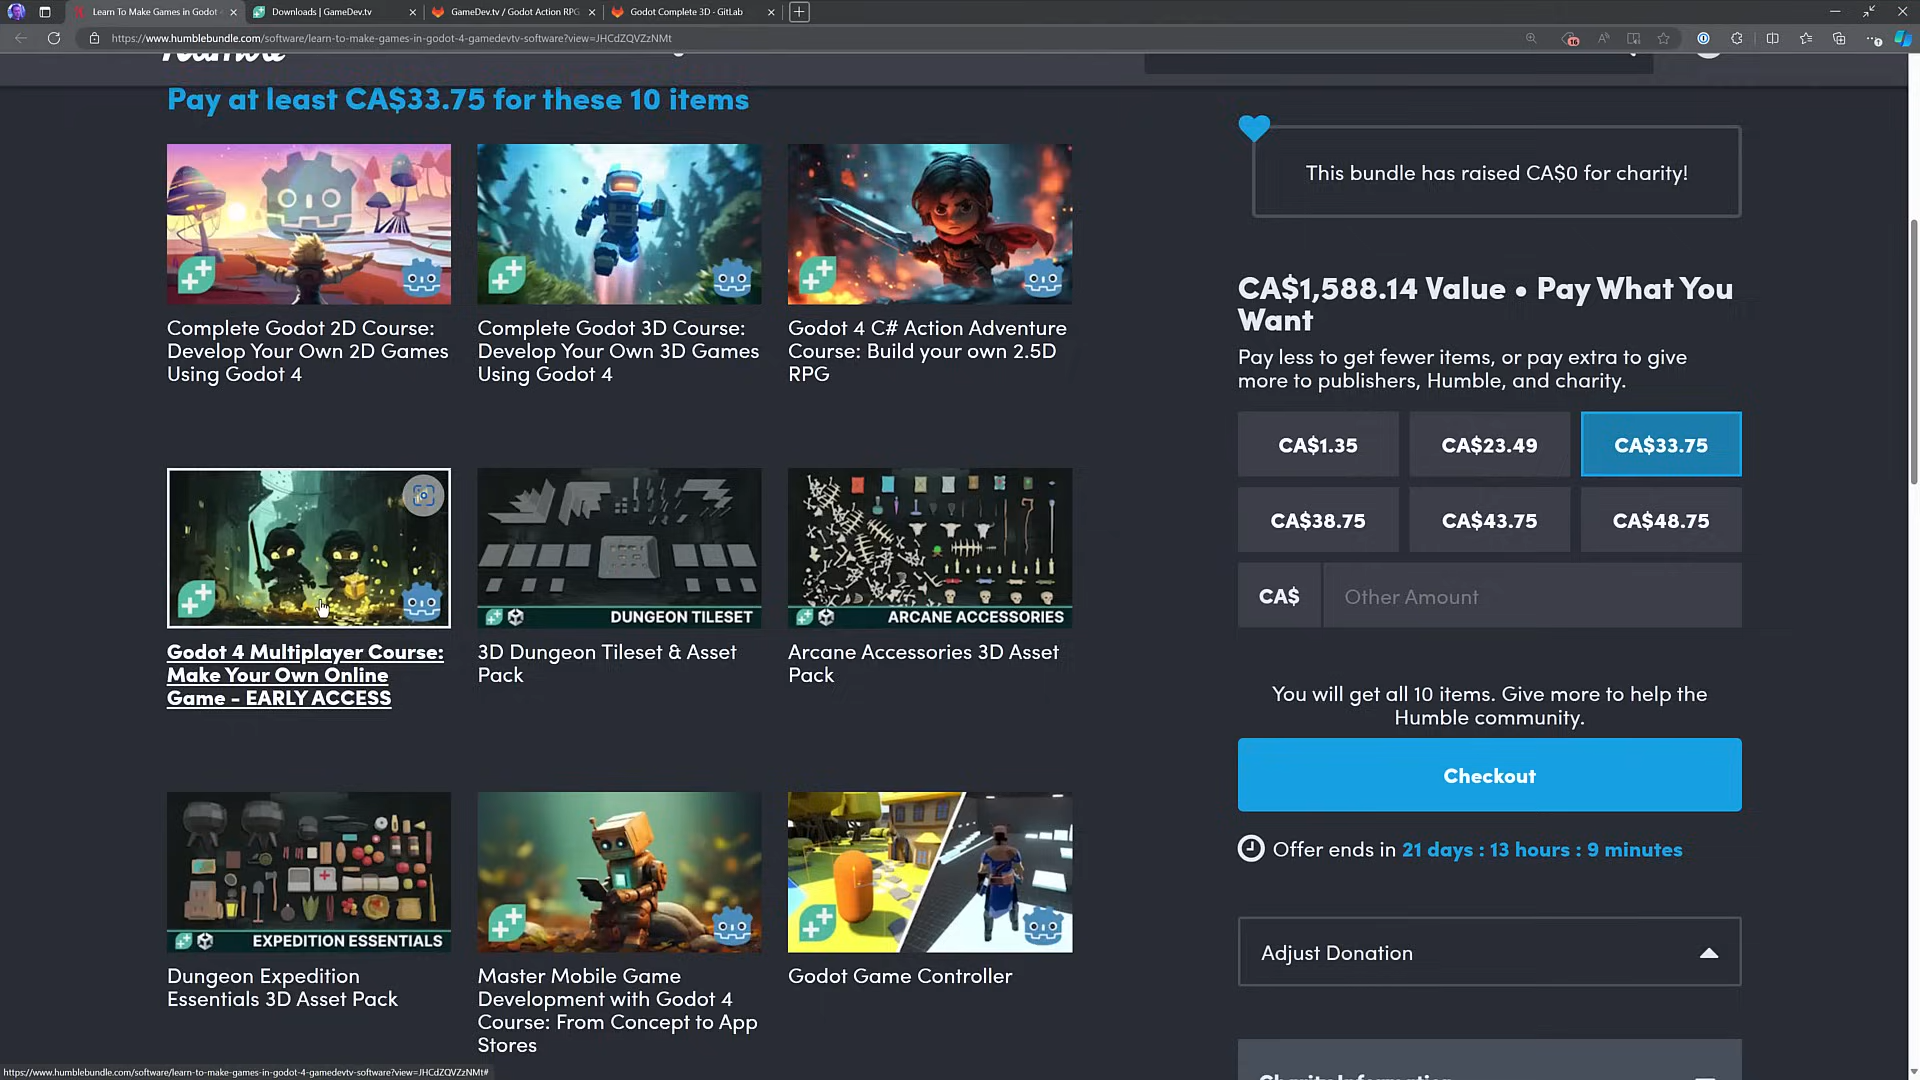 Learn To Make Games in Godot
Downloads | GameDev.tv
GameDev.tv / Godot Action RPG
Godot Complete 3D · GitLab
https://www.humblebundle.com/software/learn-to-make-games-in-godot-4-gamedevtv-software?view=JHCdZQVZzNMt
Pay at least CA$33.75 for these 10 items
This bundle has raised CA$0 for charity!
CA$1,588.14 Value • Pay What You
Want
Pay less to get fewer items, or pay extra to give
more to publishers, Humble, and charity.
Complete Godot 2D Course:
Develop Your Own 2D Games
Using Godot 4
Complete Godot 3D Course:
Develop Your Own 3D Games
Using Godot 4
Godot 4 C# Action Adventure
Course: Build your own 2.5D
RPG
CA$1.35
CA$23.49
CA$33.75
CA$38.75
CA$43.75
CA$48.75
CA$
Other Amount
DUNGEON TILESET
ARCANE ACCESSORIES
Godot 4 Multiplayer Course:
Make Your Own Online
Game - EARLY ACCESS
3D Dungeon Tileset & Asset
Pack
Arcane Accessories 3D Asset
Pack
You will get all 10 items. Give more to help the
Humble community.
Checkout
Offer ends in 21 days : 13 hours : 9 minutes
EXPEDITION ESSENTIALS
Dungeon Expedition
Essentials 3D Asset Pack
Master Mobile Game
Development with Godot 4
Course: From Concept to App
Stores
Godot Game Controller
Adjust Donation
https://www.humblebundle.com/software/learn-to-make-games-in-godot-4-gamedevtv-software?view=JHCdZQVZzNMt#